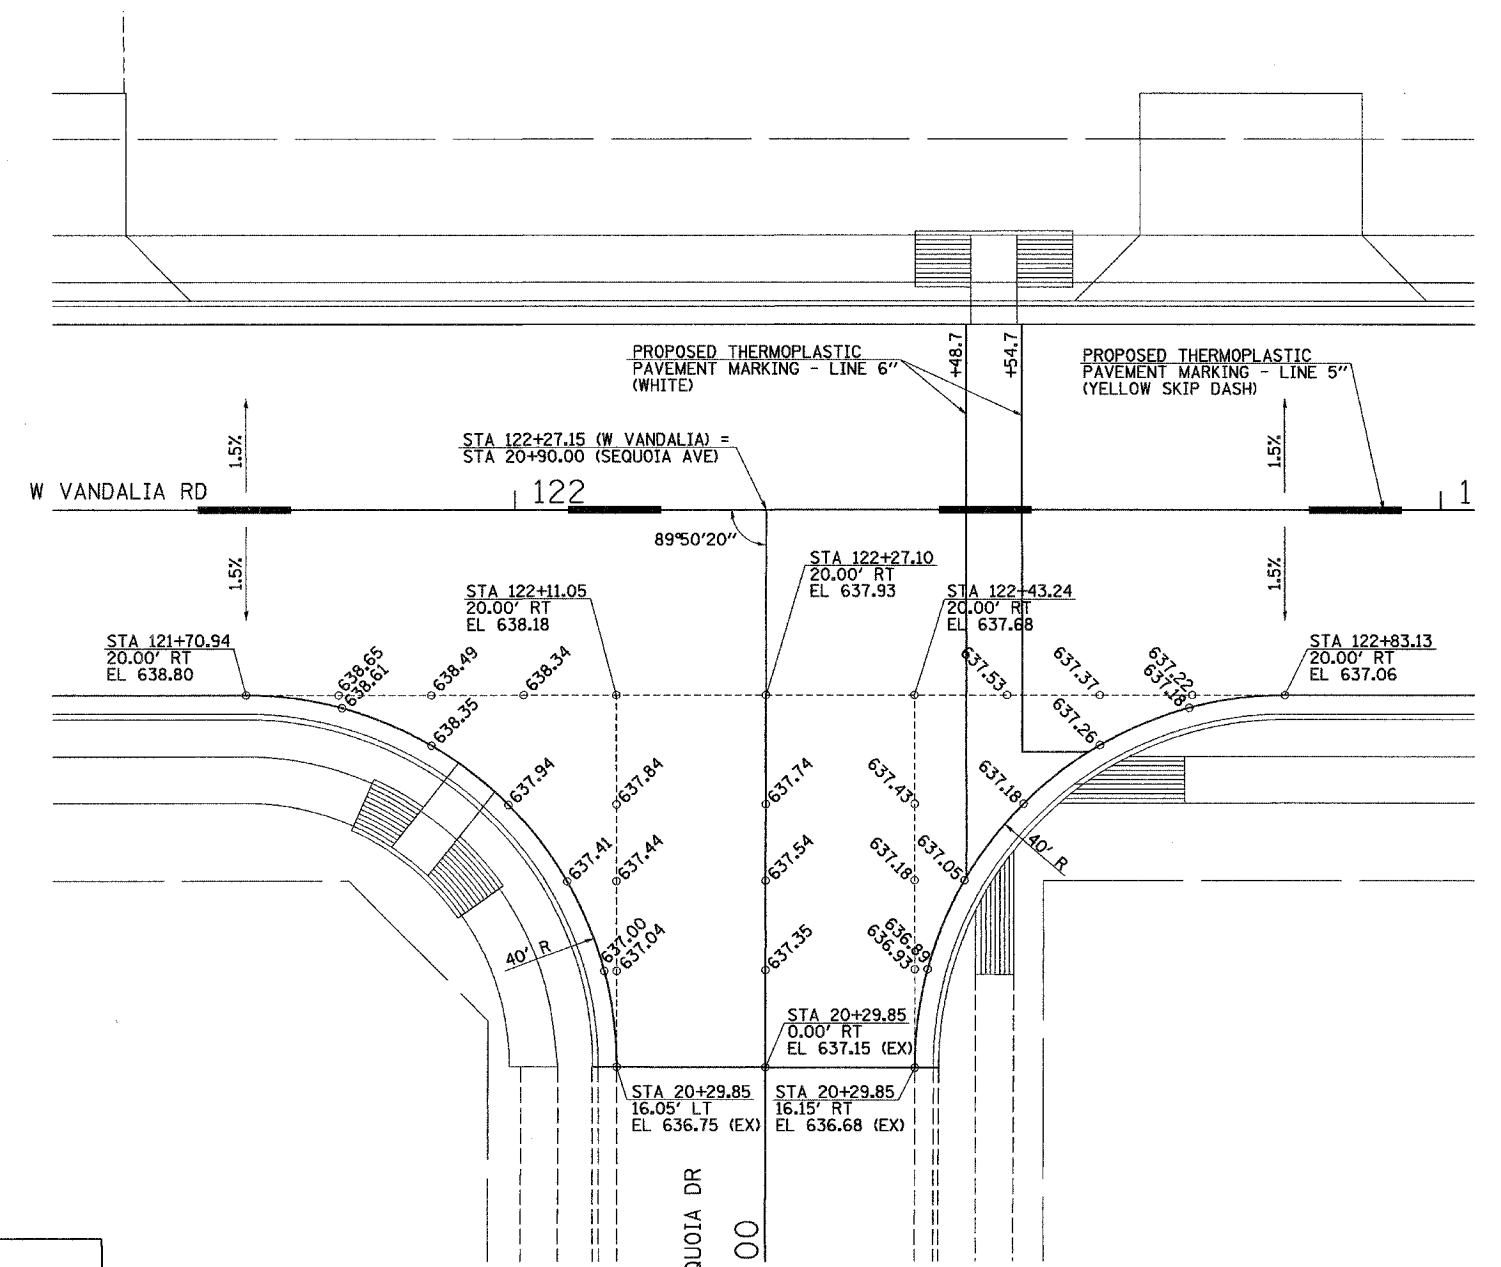 PROPOSED THERMOPLASTIC
PAVEMENT MARKING - LINE 6"
(WHITE)
+48.7
+54.7
PROPOSED THERMOPLASTIC
PAVEMENT MARKING - LINE 5"
(YELLOW SKIP DASH)
STA 122+27.15 (W VANDALIA) =
STA 20+90.00 (SEQUOIA AVE)
1.5%
1.5%
W VANDALIA RD
122
1
89°50'20"
1.5%
1.5%
STA 122+27.10
20.00' RT
EL 637.93
STA 122+11.05
20.00' RT
EL 638.18
STA 122+43.24
20.00' RT
EL 637.68
STA 121+70.94
20.00' RT
EL 638.80
STA 122+83.13
20.00' RT
EL 637.06
638.65
638.61
638.49
638.34
637.53
637.37
637.22
637.18
638.35
637.26
637.94
637.84
637.74
637.43
637.18
637.41
637.44
637.54
637.18
637.05
40' R
637.00
637.04
637.35
636.89
636.93
40' R
STA 20+29.85
0.00' RT
EL 637.15 (EX)
STA 20+29.85
16.05' LT
EL 636.75 (EX)
STA 20+29.85
16.15' RT
EL 636.68 (EX)
QUOIA DR
00